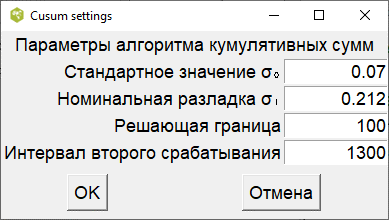 Cusum settings
Параметры алгоритма кумулятивных сумм
Стандартное значение σ₀ 0.07
Номинальная разладка σ₁ 0.212
Решающая граница 100
Интервал второго срабатывания 1300
OK Отмена